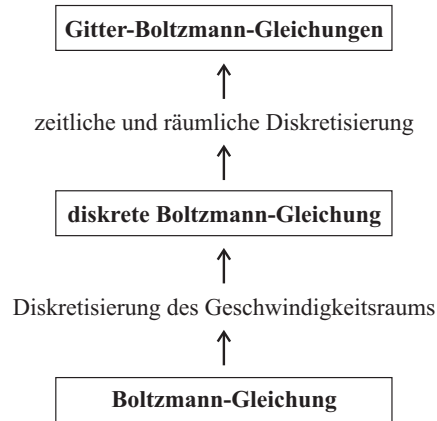 Gitter-Boltzmann-Gleichungen
zeitliche und räumliche Diskretisierung
diskrete Boltzmann-Gleichung
Diskretisierung des Geschwindigkeitsraums
Boltzmann-Gleichung